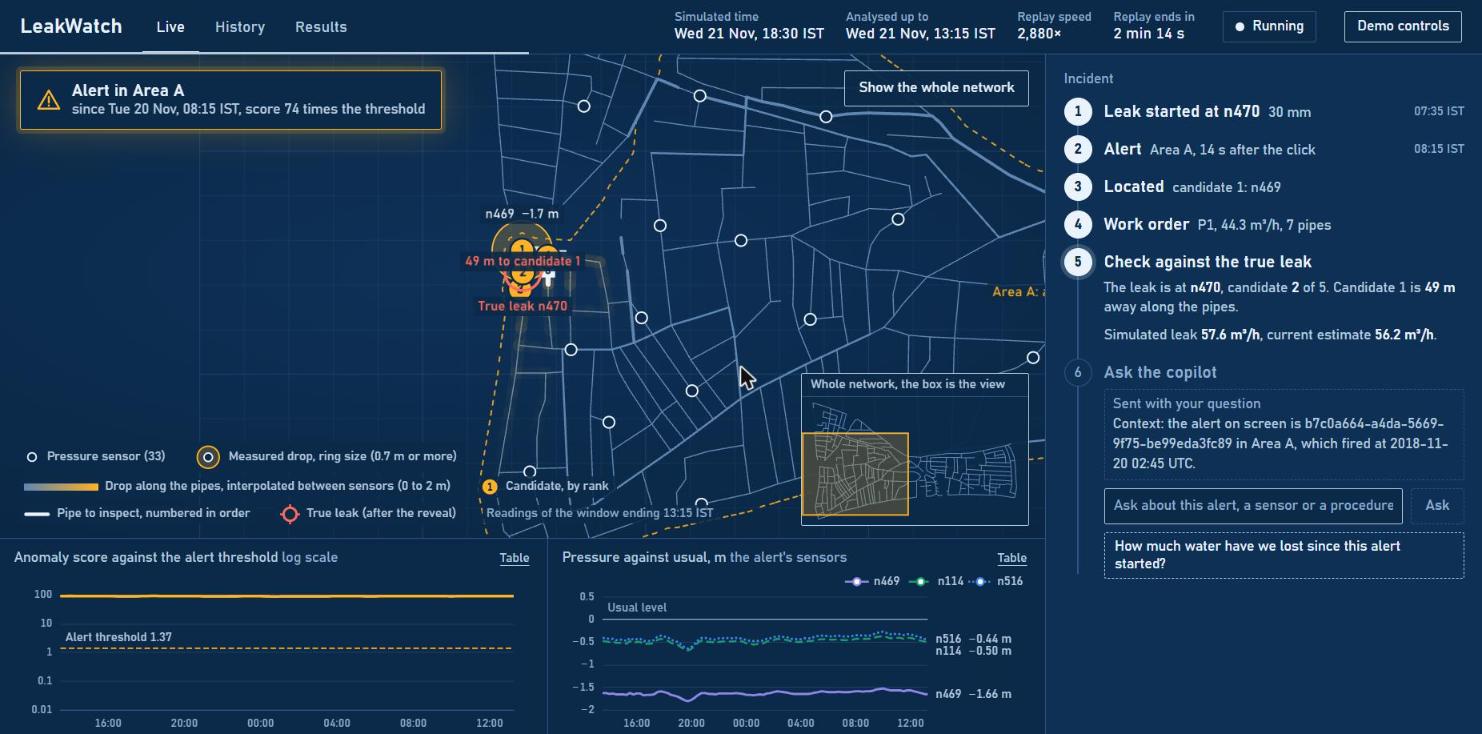 LeakWatch
Live
History
Results
Simulated time
Wed 21 Nov, 18:30 IST
Analysed up to
Wed 21 Nov, 13:15 IST
Replay speed
2,880×
Replay ends in
2 min 14 s
Running
Demo controls
Alert in Area A
since Tue 20 Nov, 08:15 IST, score 74 times the threshold
Show the whole network
n469 −1.7 m
1
49 m to candidate 1
2
True leak n470
Area A:
Whole network, the box is the view
Pressure sensor (33)
Measured drop, ring size (0.7 m or more)
Drop along the pipes, interpolated between sensors (0 to 2 m)
1 Candidate, by rank
Pipe to inspect, numbered in order
True leak (after the reveal)
Readings of the window ending 13:15 IST
Incident
1 Leak started at n470 30 mm 07:35 IST
2 Alert Area A, 14 s after the click 08:15 IST
3 Located candidate 1: n469
4 Work order P1, 44.3 m³/h, 7 pipes
5 Check against the true leak
The leak is at n470, candidate 2 of 5. Candidate 1 is 49 m
away along the pipes.
Simulated leak 57.6 m³/h, current estimate 56.2 m³/h.
6 Ask the copilot
Sent with your question
Context: the alert on screen is b7c0a664-a4da-5669-
9f75-be99eda3fc89 in Area A, which fired at 2018-11-
20 02:45 UTC.
Ask about this alert, a sensor or a procedure
Ask
How much water have we lost since this alert
started?
Anomaly score against the alert threshold log scale
Table
100
10
Alert threshold 1.37
1
0.1
0.01
16:00 20:00 00:00 04:00 08:00 12:00
Pressure against usual, m the alert's sensors
Table
n469 n114 n516
0.5
Usual level
0
−0.5
−1
−1.5
−2
n516 −0.44 m
n114 −0.50 m
n469 −1.66 m
16:00 20:00 00:00 04:00 08:00 12:00